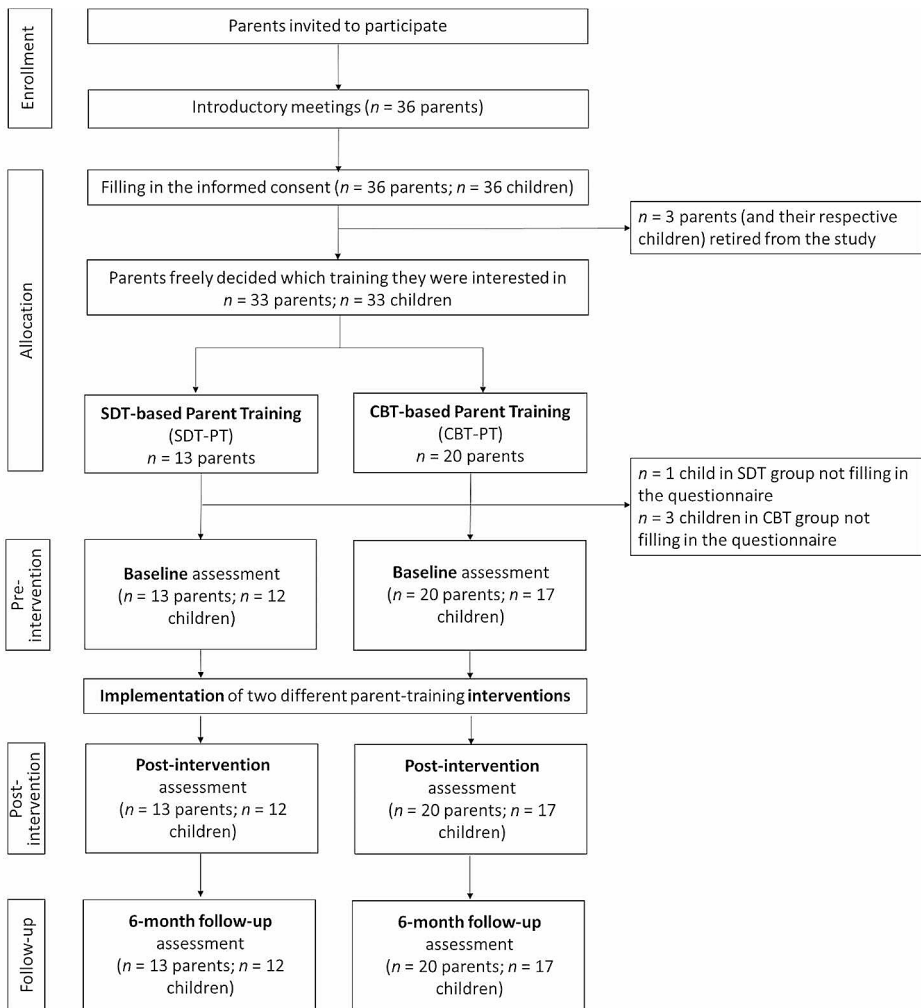 Enrollment
Parents invited to participate
Introductory meetings (n = 36 parents)
Allocation
Filling in the informed consent (n = 36 parents; n = 36 children)
n = 3 parents (and their respective
children) retired from the study
Parents freely decided which training they were interested in
n = 33 parents; n = 33 children
SDT-based Parent Training
(SDT-PT)
n = 13 parents
CBT-based Parent Training
(CBT-PT)
n = 20 parents
n = 1 child in SDT group not filling in
the questionnaire
n = 3 children in CBT group not
filling in the questionnaire
Pre-
intervention
Baseline assessment
(n = 13 parents; n = 12
children)
Baseline assessment
(n = 20 parents; n = 17
children)
Implementation of two different parent-training interventions
Post-
intervention
Post-intervention
assessment
(n = 13 parents; n = 12
children)
Post-intervention
assessment
(n = 20 parents; n = 17
children)
Follow-up
6-month follow-up
assessment
(n = 13 parents; n = 12
children)
6-month follow-up
assessment
(n = 20 parents; n = 17
children)